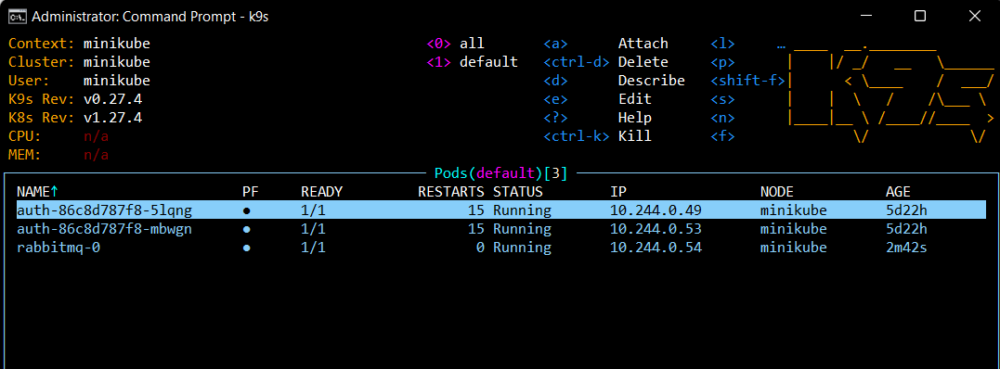 Administrator: Command Prompt - k9s
Context: minikube <0> all <a> Attach <l> …
Cluster: minikube <1> default <ctrl-d> Delete <p>
User: minikube <d> Describe <shift-f>
K9s Rev: v0.27.4 <e> Edit <s>
K8s Rev: v1.27.4 <?> Help <n>
CPU: n/a <ctrl-k> Kill <f>
MEM: n/a
Pods(default)[3]
NAME↑ PF READY RESTARTS STATUS IP NODE AGE
auth-86c8d787f8-5lqng ● 1/1 15 Running 10.244.0.49 minikube 5d22h
auth-86c8d787f8-mbwgn ● 1/1 15 Running 10.244.0.53 minikube 5d22h
rabbitmq-0 ● 1/1 0 Running 10.244.0.54 minikube 2m42s